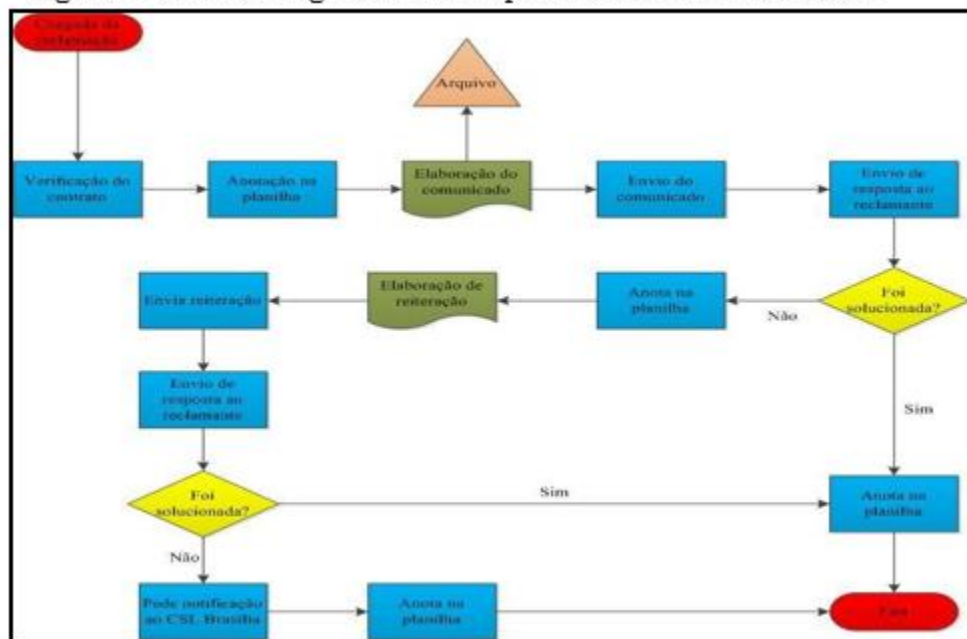 Chegada da
reclamação
Arquivo
Verificação do
contrato
Anotação na
planilha
Elaboração do
comunicado
Envio do
comunicado
Envio de
resposta ao
reclamante
Envia reiteração
Elaboração de
reiteração
Anota na
planilha
Não
Foi
solucionada?
Envio de
resposta ao
reclamante
Sim
Foi
solucionada?
Sim
Anota na
planilha
Não
Pede notificação
ao CSL Brasília
Anota na
planilha
Fim